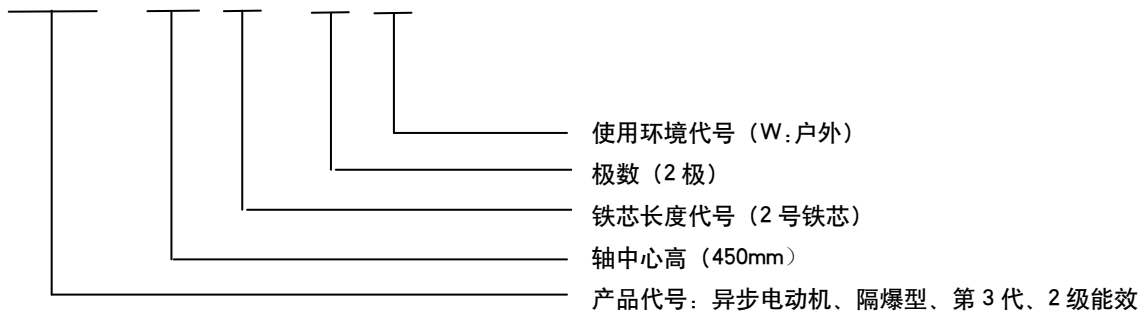 使用环境代号（W:户外）
极数（2 极）
铁芯长度代号（2 号铁芯）
轴中心高（450mm）
产品代号：异步电动机、隔爆型、第 3 代、2 级能效